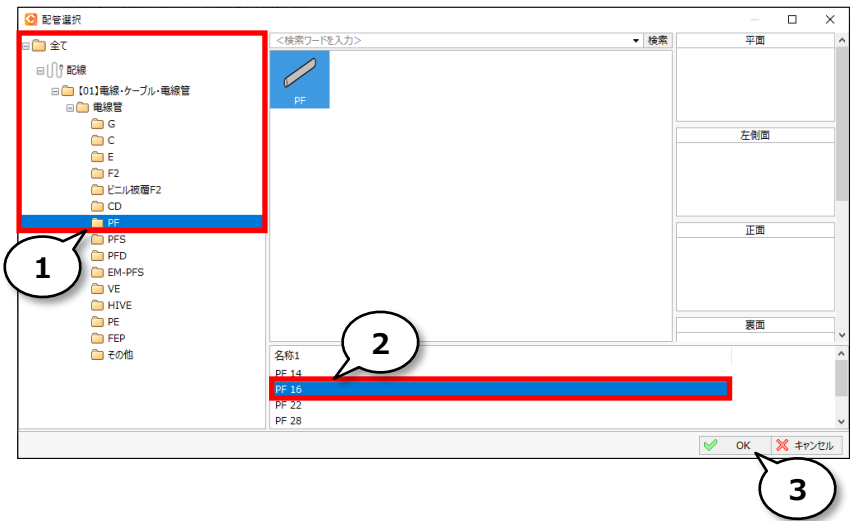 配管選択
全て
配線
【01】電線・ケーブル・電線管
電線管
G
C
E
F2
ビニル被覆F2
CD
PF
PFS
PFD
EM-PFS
VE
HIVE
PE
FEP
その他
1
<検索ワードを入力>
検索
PF
平面
左側面
正面
裏面
2
名称1
PF 14
PF 16
PF 22
PF 28
OK
キャンセル
3